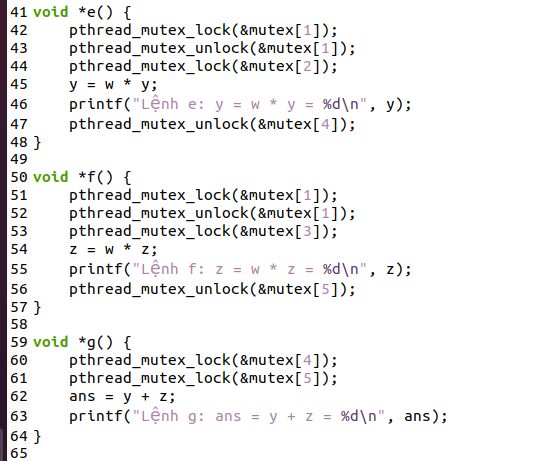 41 void *e() {
42     pthread_mutex_lock(&mutex[1]);
43     pthread_mutex_unlock(&mutex[1]);
44     pthread_mutex_lock(&mutex[2]);
45     y = w * y;
46     printf("Lệnh e: y = w * y = %d\n", y);
47     pthread_mutex_unlock(&mutex[4]);
48 }
49
50 void *f() {
51     pthread_mutex_lock(&mutex[1]);
52     pthread_mutex_unlock(&mutex[1]);
53     pthread_mutex_lock(&mutex[3]);
54     z = w * z;
55     printf("Lệnh f: z = w * z = %d\n", z);
56     pthread_mutex_unlock(&mutex[5]);
57 }
58
59 void *g() {
60     pthread_mutex_lock(&mutex[4]);
61     pthread_mutex_lock(&mutex[5]);
62     ans = y + z;
63     printf("Lệnh g: ans = y + z = %d\n", ans);
64 }
65